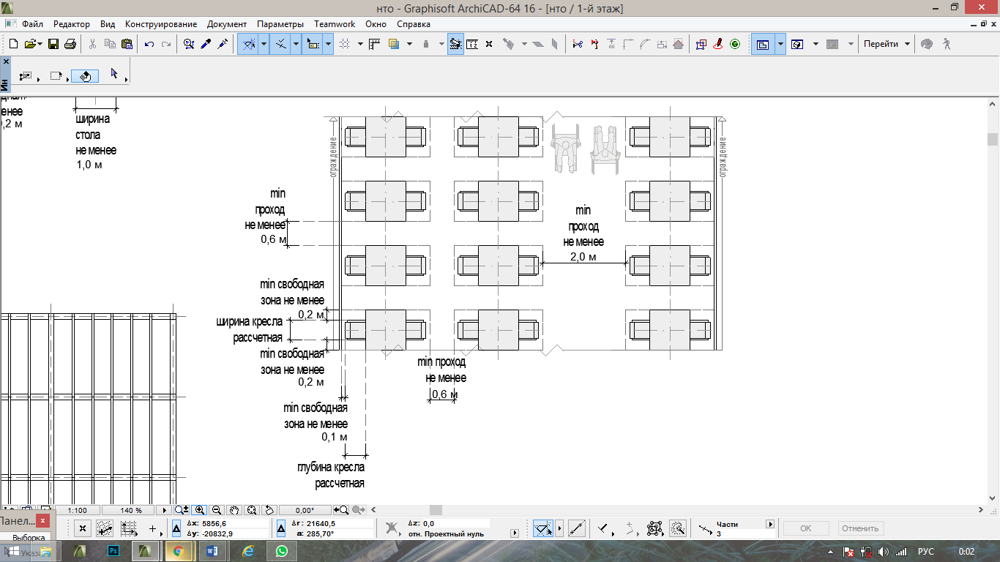 нто - Graphisoft ArchiCAD-64 16 - [нто / 1-й этаж]
Файл Редактор Вид Конструирование Документ Параметры Teamwork Окно Справка
Перейти
Ин
енее
,2 м
ширина
стола
не менее
1,0 м
ограждение
ограждение
min
проход
не менее
0,6 м
min
проход
не менее
2,0 м
min свободная
зона не менее
0,2 м
ширина кресла
рассчетная
min свободная
зона не менее
0,2 м
min проход
не менее
0,6 м
min свободная
зона не менее
0,1 м
глубина кресла
рассчетная
1:100 140 % 0,00°
Панел...
Выборка
Указа
Δx: 5856,6
Δy: -20832,9
Δr: 21640,5
a: 285,70°
Δz: 0,0
отн. Проектный нуль
Части
3
OK Отменить
Ps
РУС 0:02